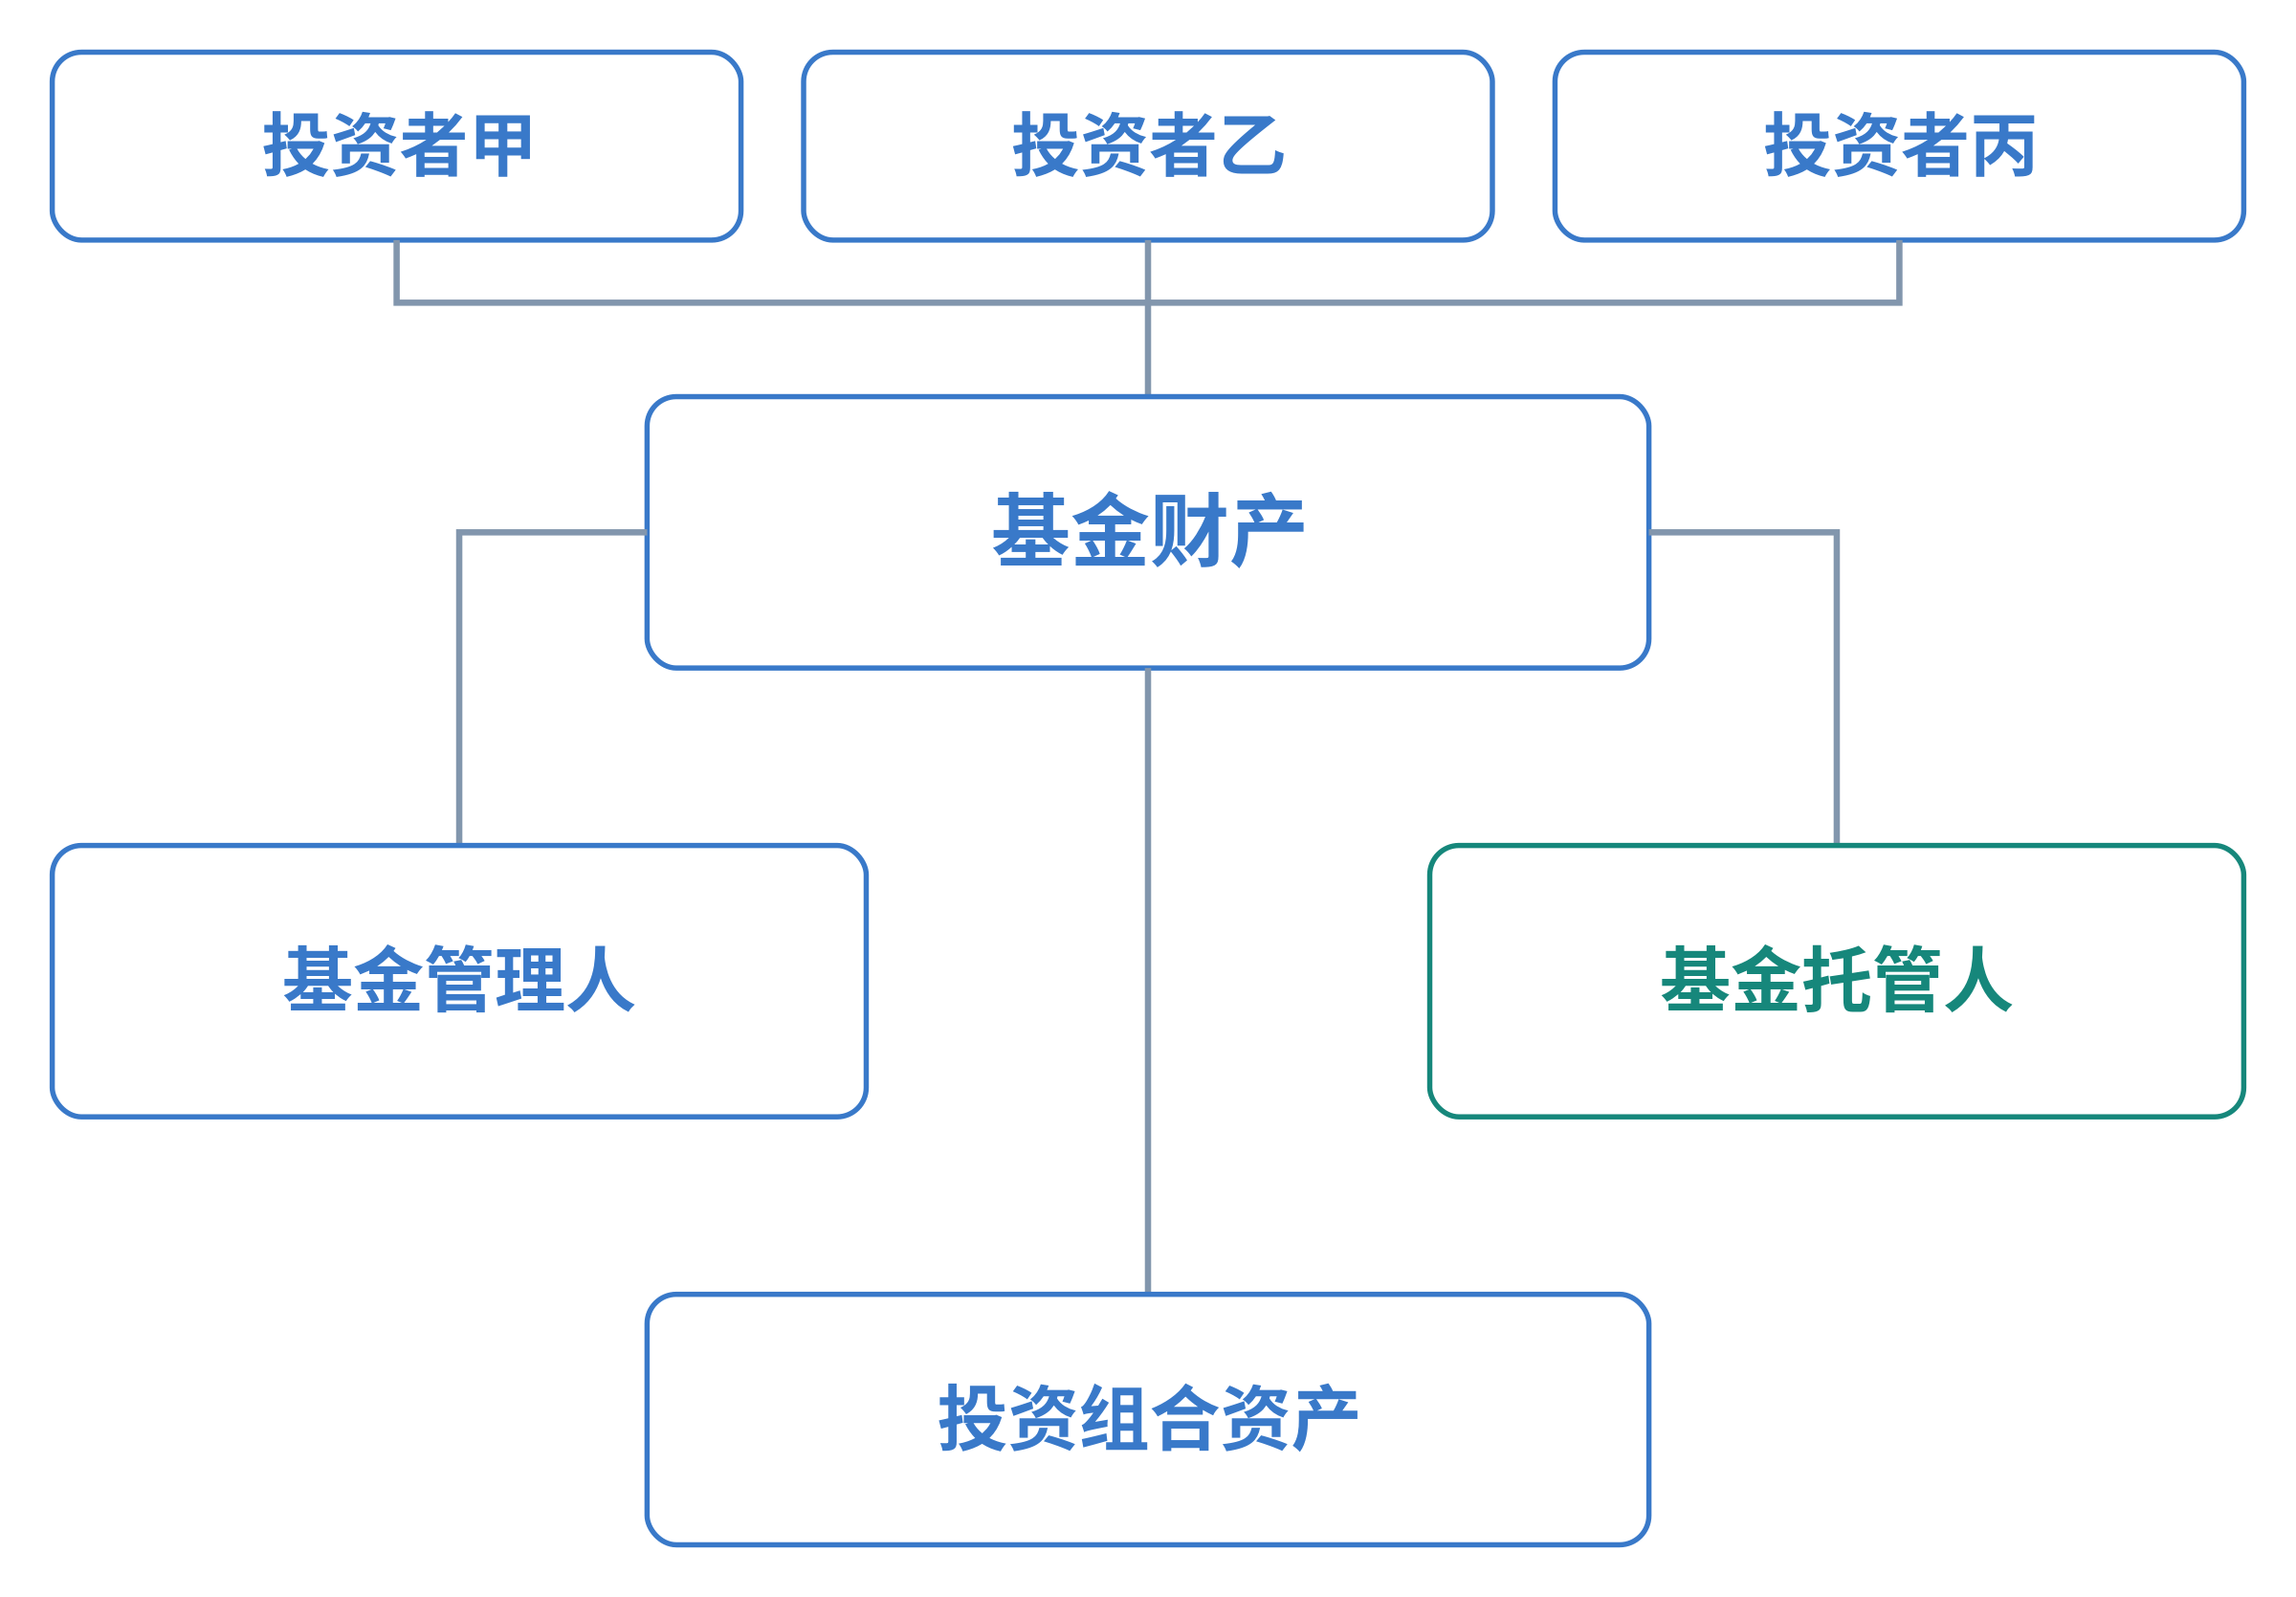 投资者甲
投资者乙
投资者丙
基金财产
基金管理人
基金托管人
投资组合资产